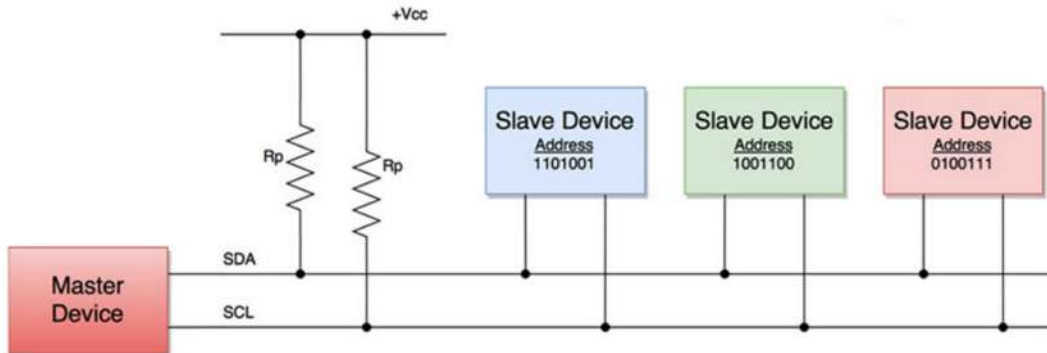 +Vcc
Rp
Rp
Slave Device
Address
1101001
Slave Device
Address
1001100
Slave Device
Address
0100111
SDA
Master
Device
SCL